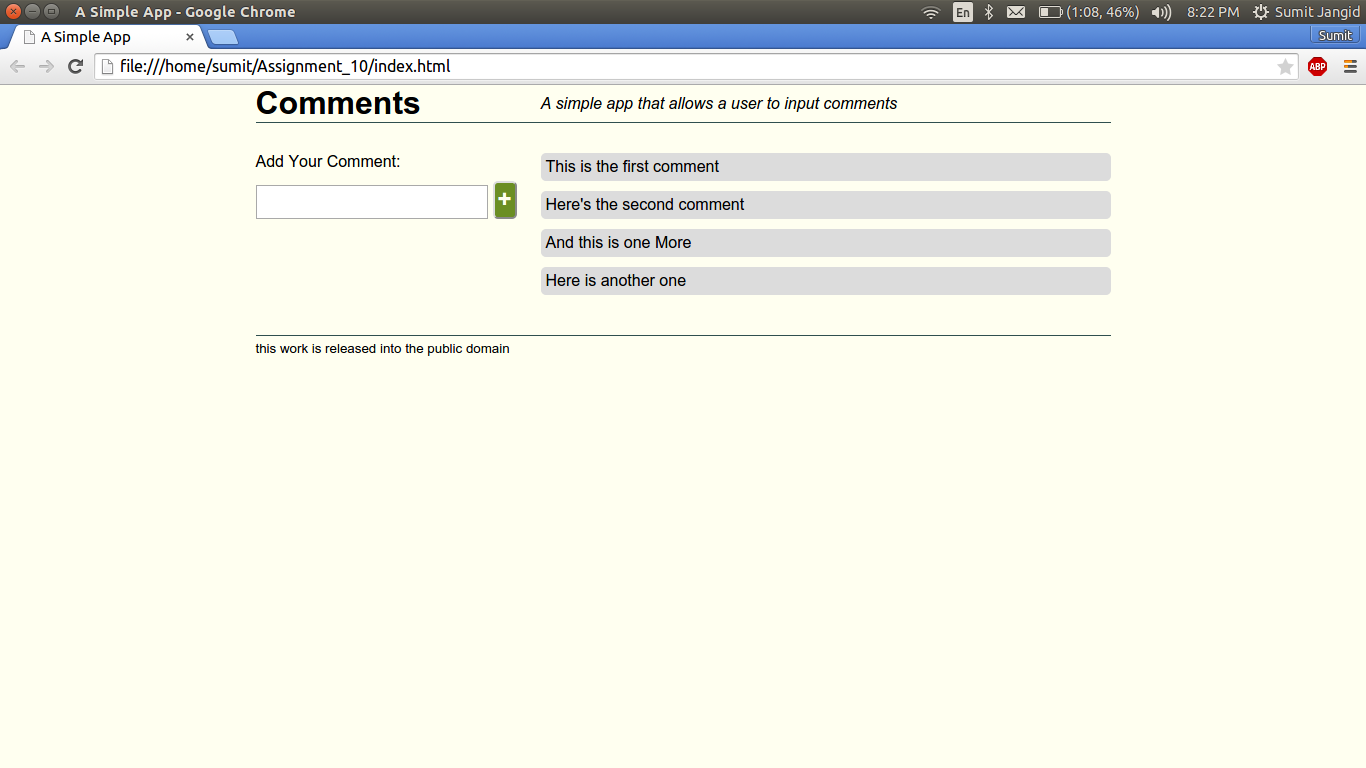 A Simple App - Google Chrome
En
(1:08, 46%)
8:22 PM
Sumit Jangid
A Simple App
Sumit
file:///home/sumit/Assignment_10/index.html
ABP
Comments
A simple app that allows a user to input comments
Add Your Comment:
+
This is the first comment
Here's the second comment
And this is one More
Here is another one
this work is released into the public domain